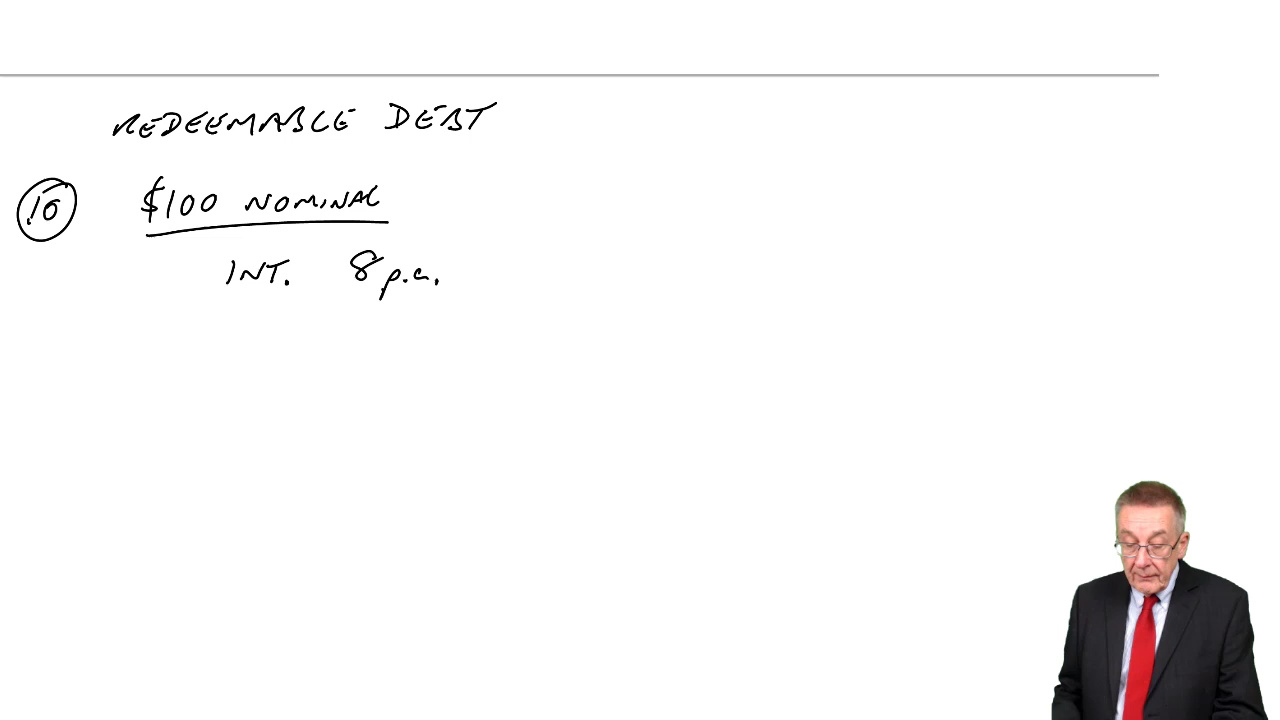 REDEEMABLE DEBT
10 $100 NOMINAL
INT. 8 p.a.